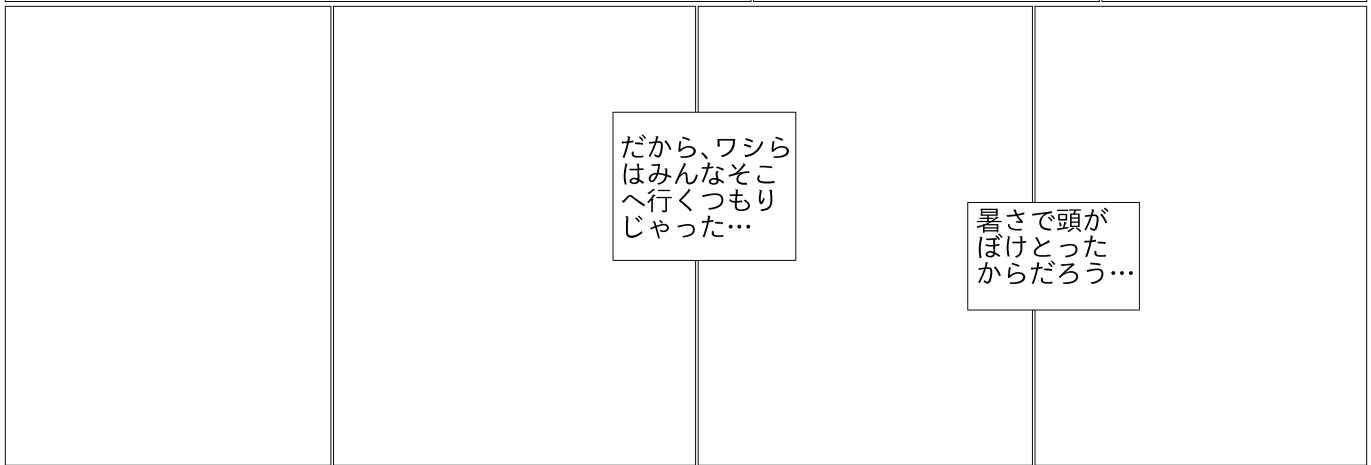 だから、ワシら
はみんなそこ
へ行くつもり
じゃった…
暑さで頭が
ぼけとった
からだろう…